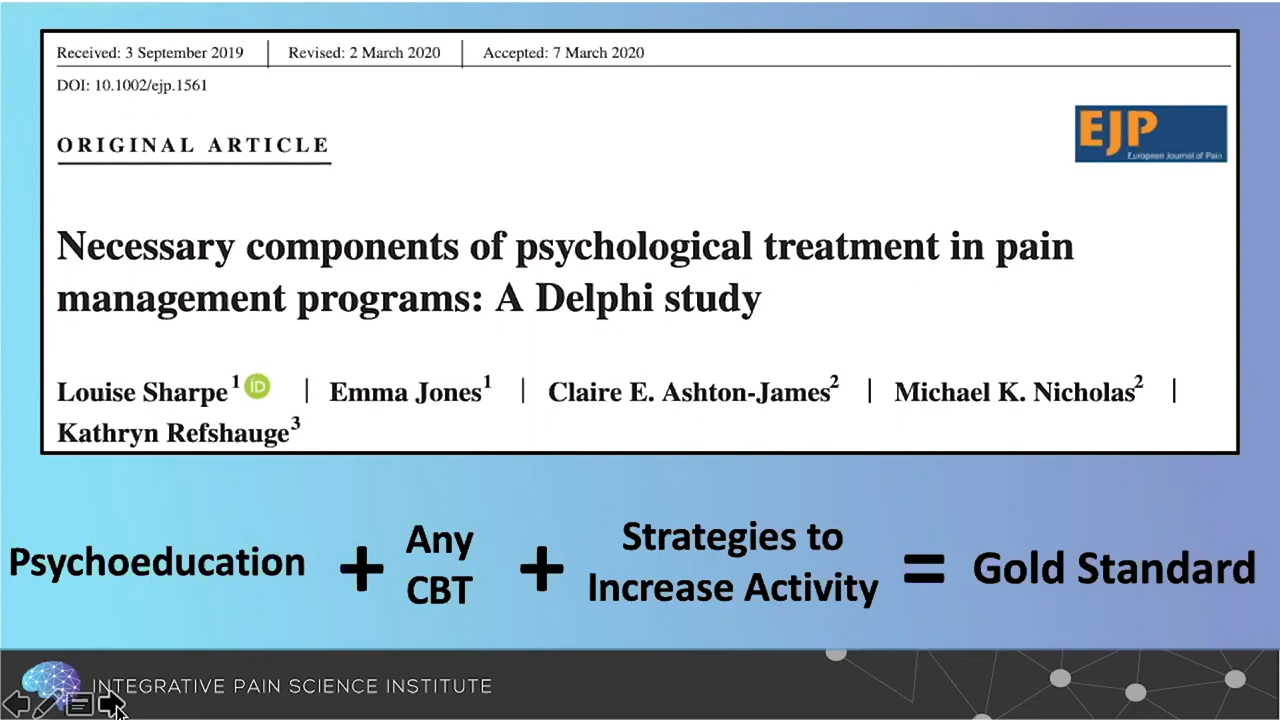 Received: 3 September 2019 | Revised: 2 March 2020 | Accepted: 7 March 2020
DOI: 10.1002/ejp.1561
ORIGINAL ARTICLE
EJP
European Journal of Pain
Necessary components of psychological treatment in pain
management programs: A Delphi study
Louise Sharpe1 iD | Emma Jones1 | Claire E. Ashton-James2 | Michael K. Nicholas2 |
Kathryn Refshauge3
Psychoeducation + Any CBT + Strategies to Increase Activity = Gold Standard
INTEGRATIVE PAIN SCIENCE INSTITUTE